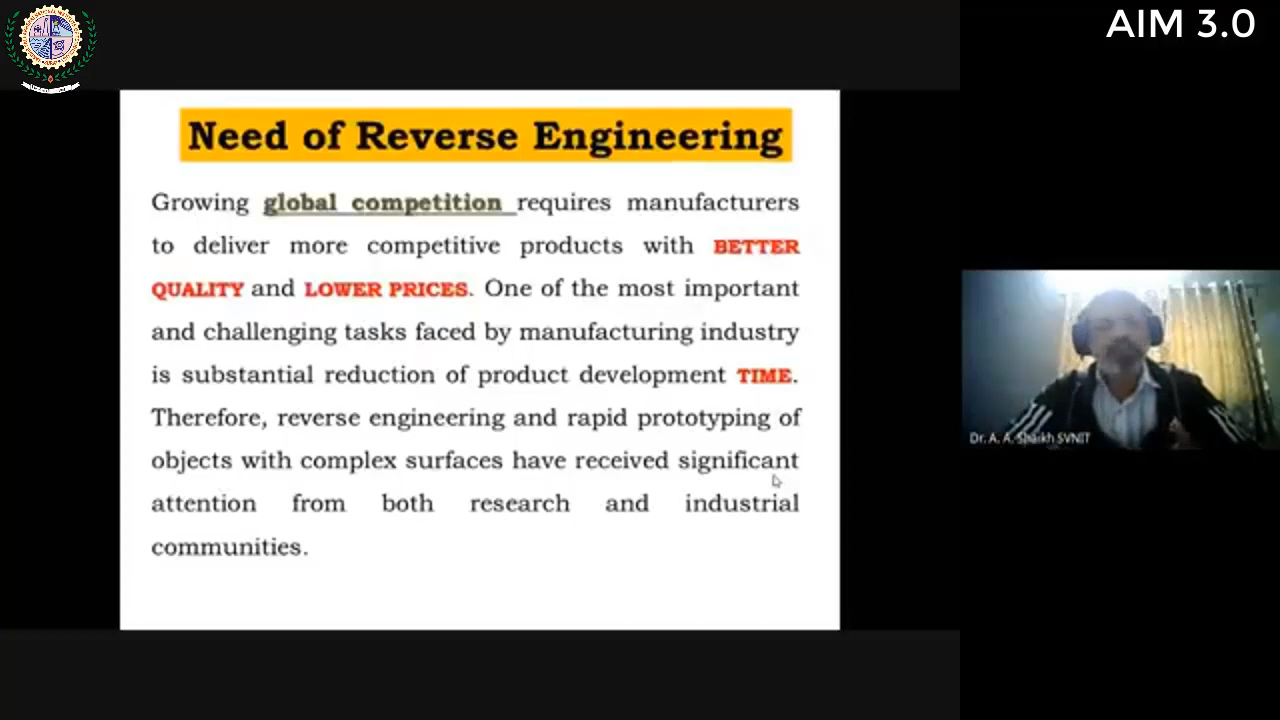 AIM 3.0
Need of Reverse Engineering
Growing global competition requires manufacturers
to deliver more competitive products with BETTER
QUALITY and LOWER PRICES. One of the most important
and challenging tasks faced by manufacturing industry
is substantial reduction of product development TIME.
Therefore, reverse engineering and rapid prototyping of
objects with complex surfaces have received significant
attention from both research and industrial
communities.
Dr. A. A. Shaikh SVNIT